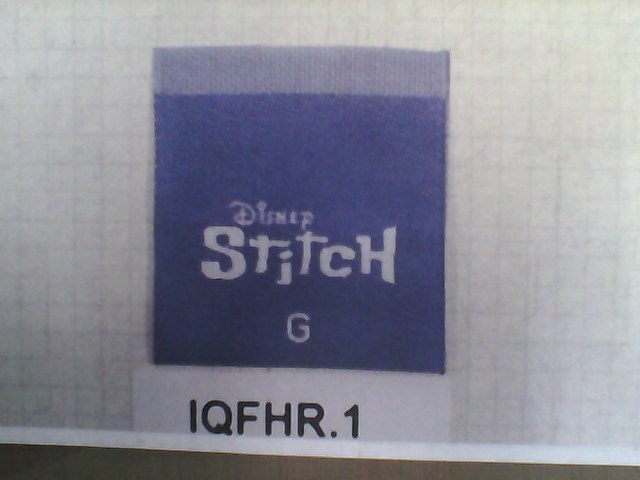 Disney
Stitch
G
IQFHR.1